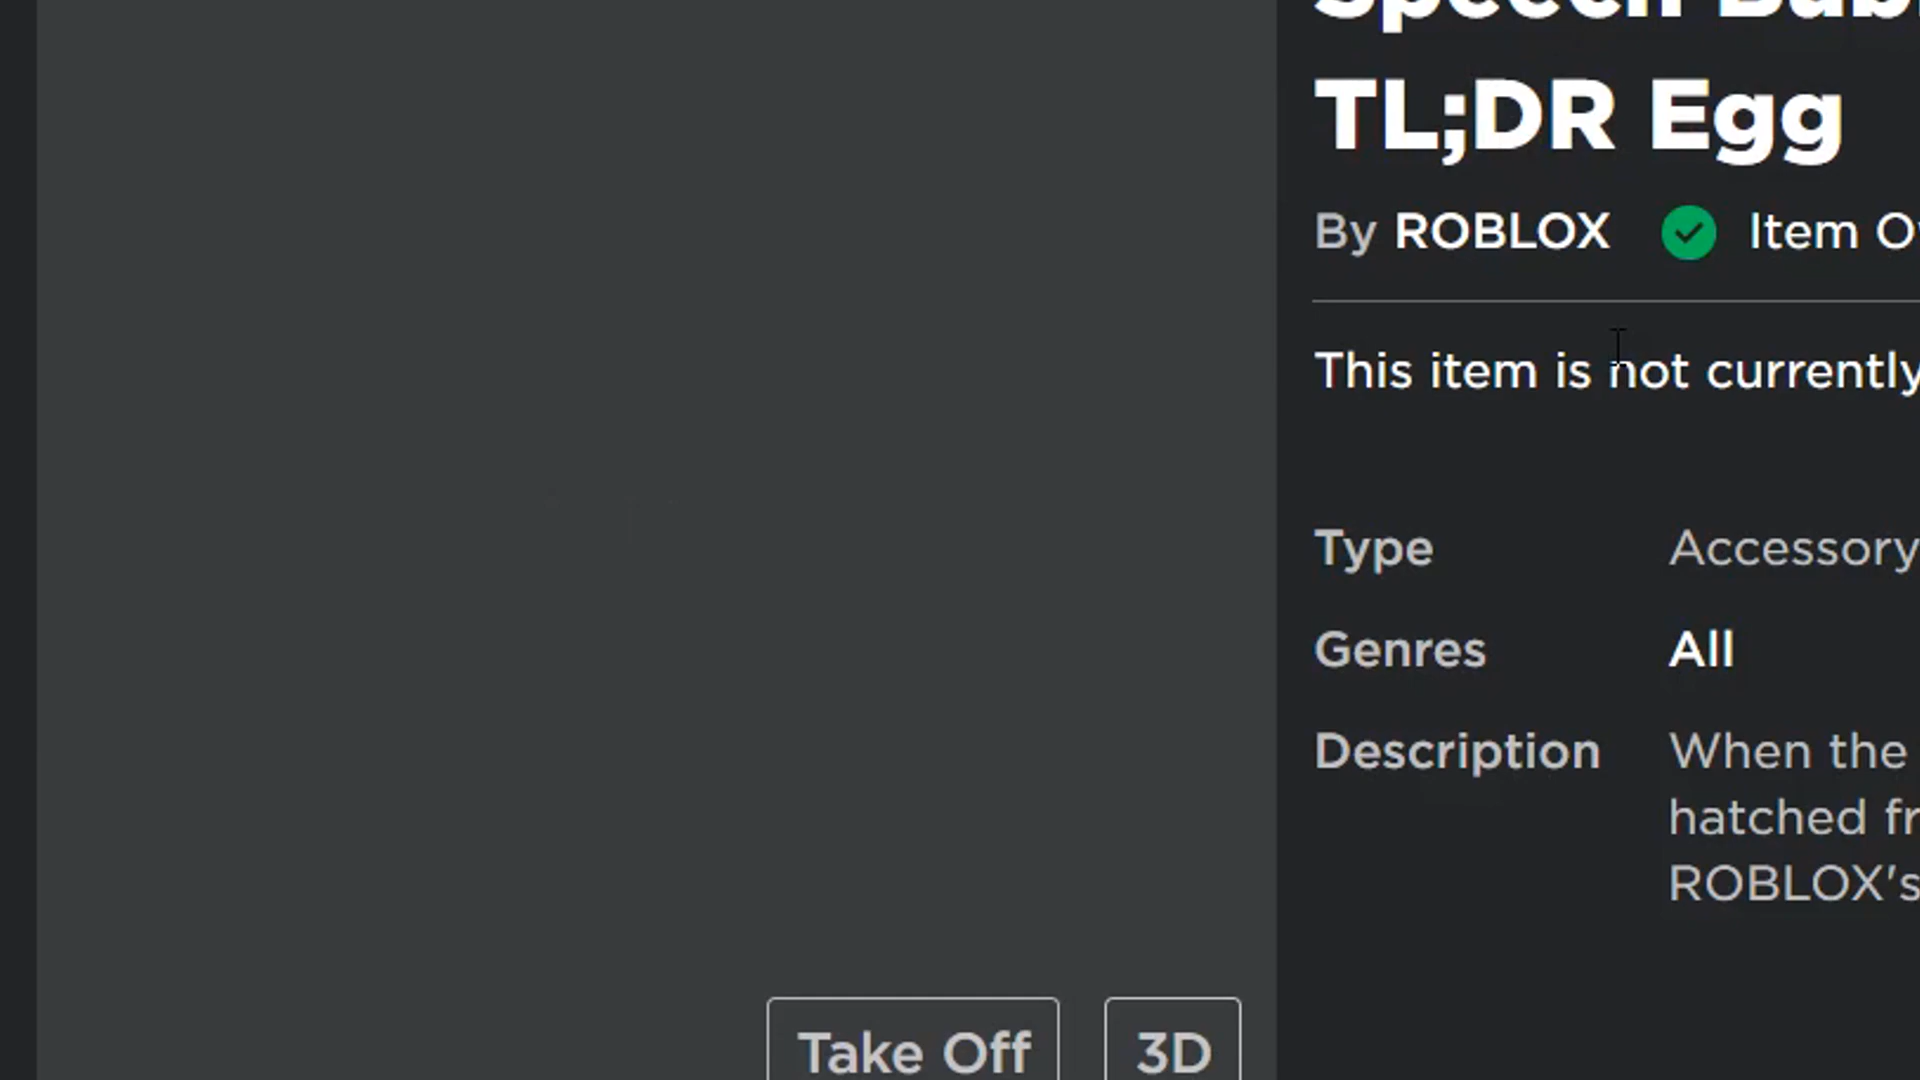 Speech
TL;DR Egg
By ROBLOX Item
This item is not currently
Type Accessory
Genres All
Description When the
hatched
ROBLOX's
Take Off 3D